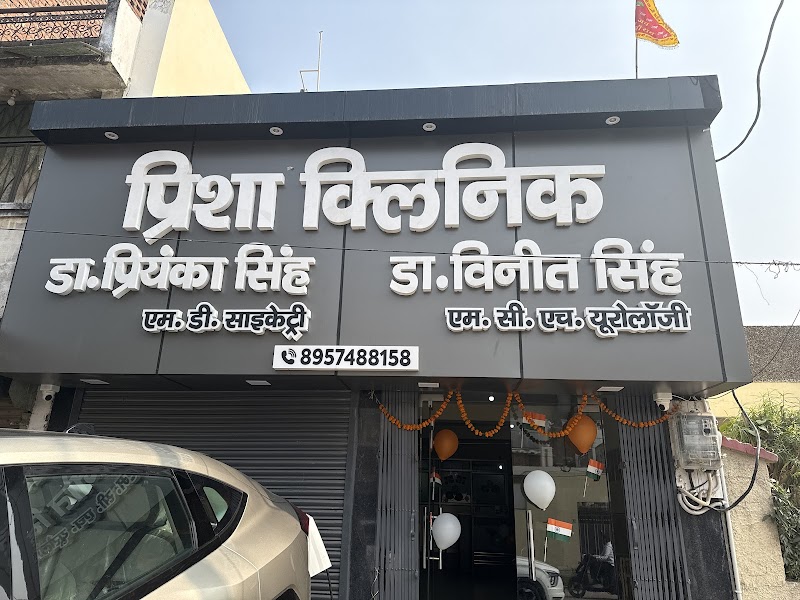 प्रिशा क्लिनिक
डा.प्रियंका सिंह
एम. डी. साइकेट्री
डा.विनीत सिंह
एम. सी. एच. यूरोलॉजी
8957488158